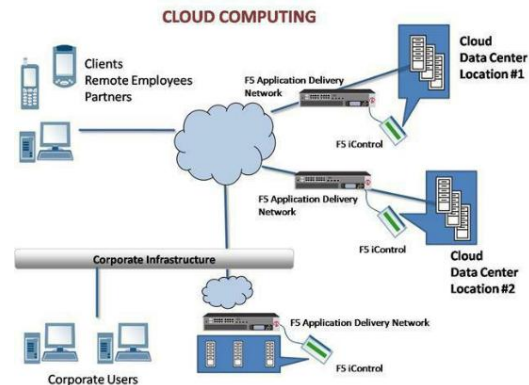 CLOUD COMPUTING
Clients
Remote Employees
Partners
F5 Application Delivery
Network
F5 iControl
Cloud
Data Center
Location #1
F5 Application Delivery
Network
F5 iControl
Cloud
Data Center
Location #2
Corporate Infrastructure
F5 Application Delivery Network
F5 iControl
Corporate Users